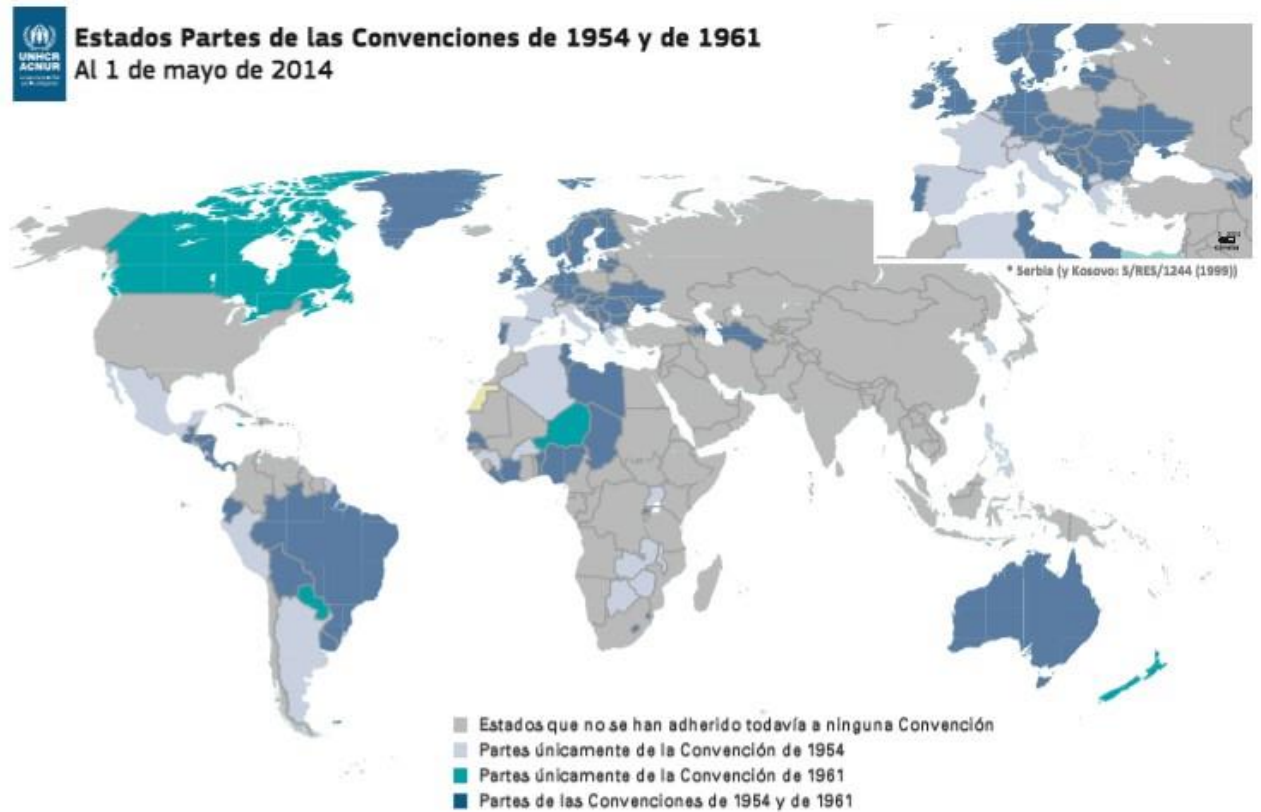 UNHCR
ACNUR
Estados Partes de las Convenciones de 1954 y de 1961
Al 1 de mayo de 2014
* Serbia (y Kosovo: S/RES/1244 (1999))
Estados que no se han adherido todavía a ninguna Convención
Partes únicamente de la Convención de 1954
Partes únicamente de la Convención de 1961
Partes de las Convenciones de 1954 y de 1961